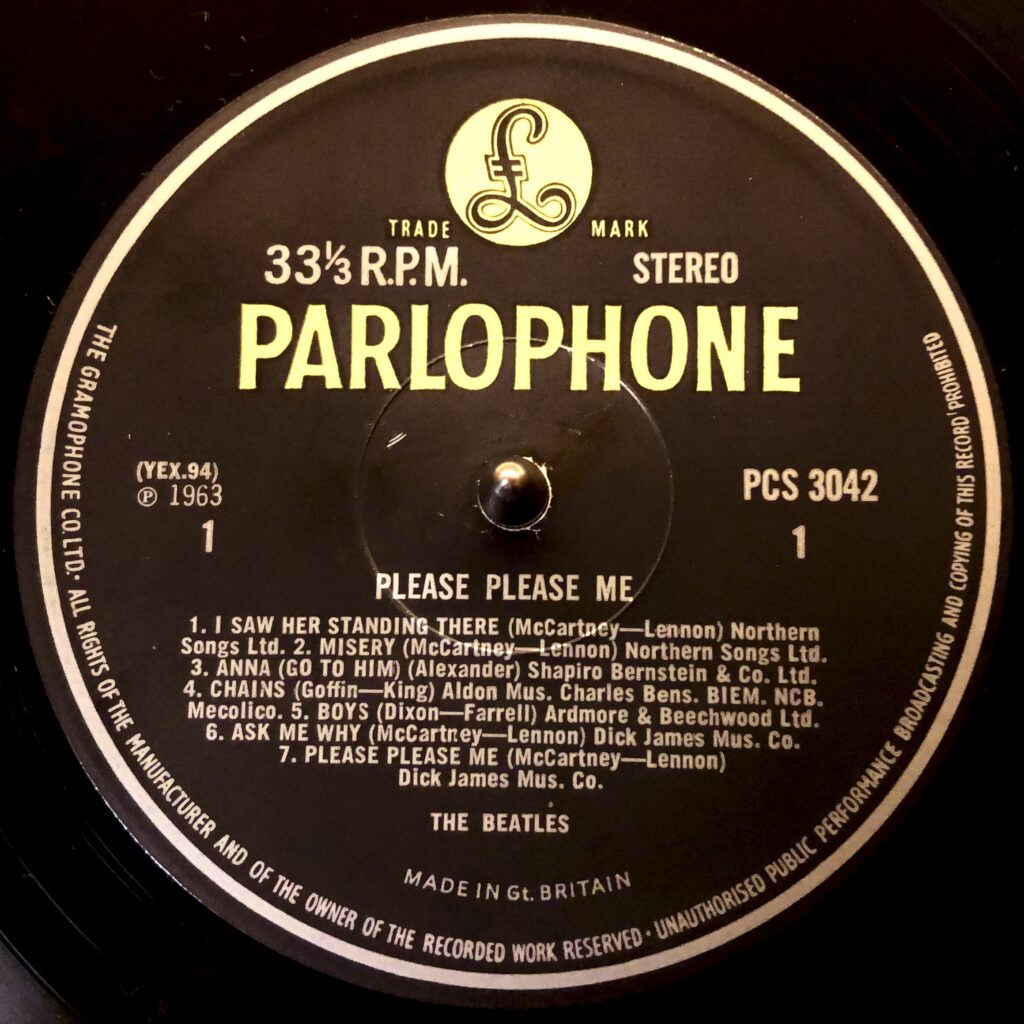 £
TRADE MARK
33⅓ R.P.M. STEREO
PARLOPHONE
(YEX.94)
℗ 1963
1
PCS 3042
1
PLEASE PLEASE ME
1. I SAW HER STANDING THERE (McCartney—Lennon) Northern
Songs Ltd. 2. MISERY (McCartney—Lennon) Northern Songs Ltd.
3. ANNA (GO TO HIM) (Alexander) Shapiro Bernstein & Co. Ltd.
4. CHAINS (Goffin—King) Aldon Mus. Charles Bens. BIEM. NCB.
Mecolico. 5. BOYS (Dixon—Farrell) Ardmore & Beechwood Ltd.
6. ASK ME WHY (McCartney—Lennon) Dick James Mus. Co.
7. PLEASE PLEASE ME (McCartney—Lennon)
Dick James Mus. Co.
THE BEATLES
MADE IN Gt. BRITAIN
THE GRAMOPHONE CO. LTD. · ALL RIGHTS OF THE MANUFACTURER AND OF THE OWNER OF THE RECORDED WORK RESERVED · UNAUTHORISED PUBLIC PERFORMANCE BROADCASTING AND COPYING OF THIS RECORD PROHIBITED